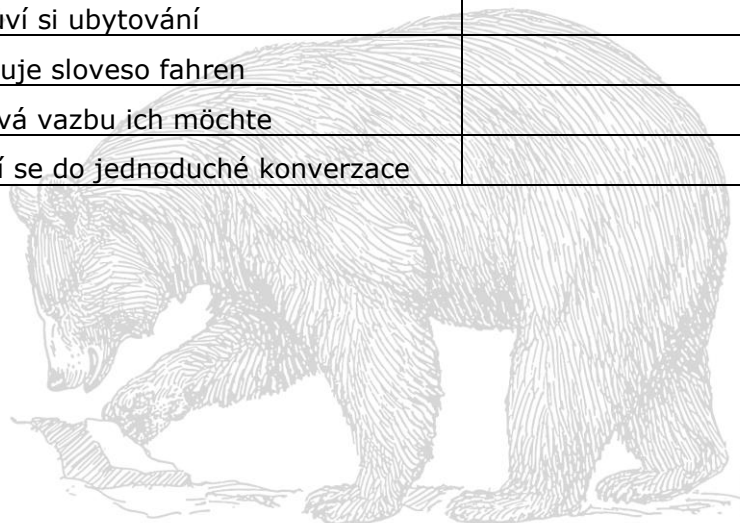 uví si ubytování
uje sloveso fahren
vá vazbu ich möchte
í se do jednoduché konverzace